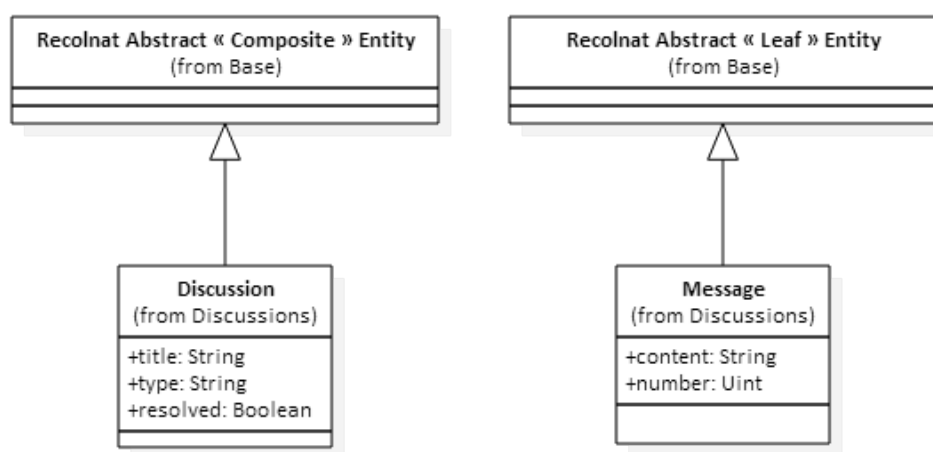 Recolnat Abstract « Composite » Entity
(from Base)
Recolnat Abstract « Leaf » Entity
(from Base)
Discussion
(from Discussions)
+title: String
+type: String
+resolved: Boolean
Message
(from Discussions)
+content: String
+number: Uint